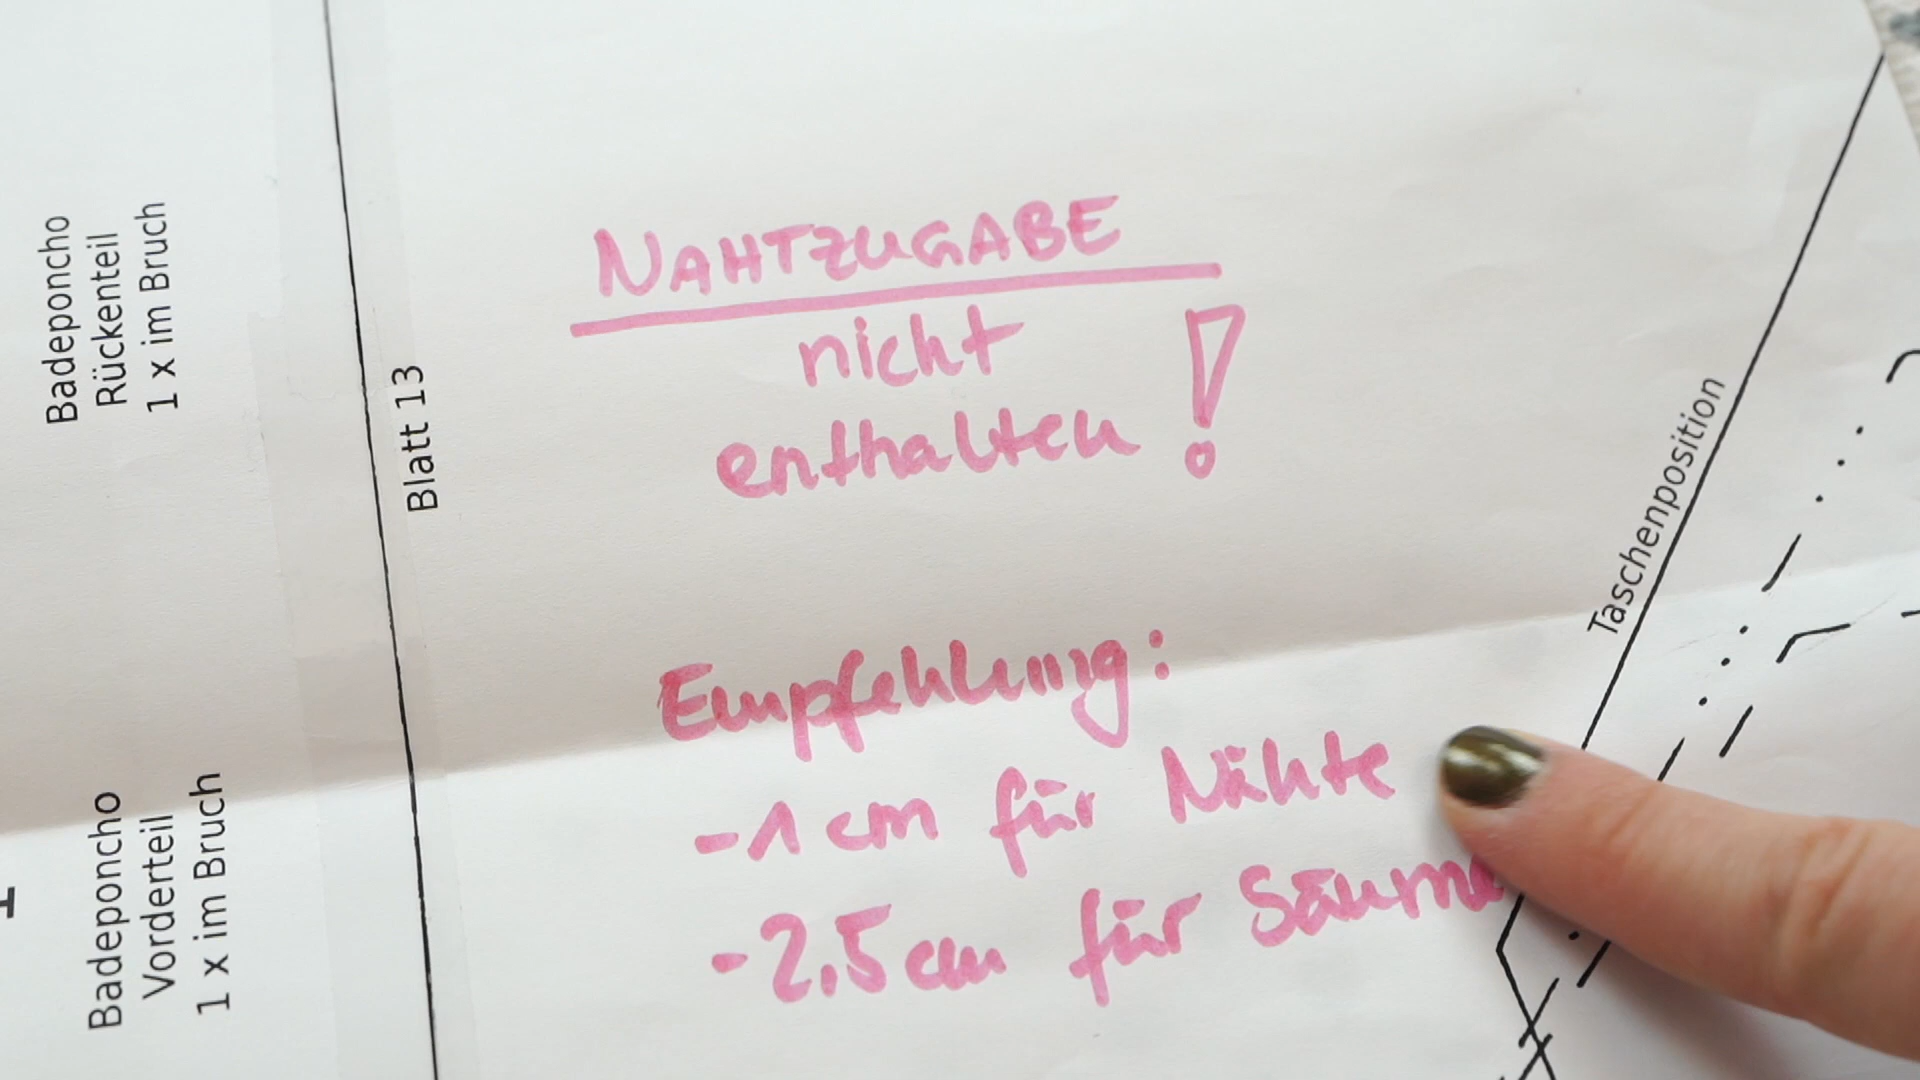 Badeponcho
Rückenteil
1 x im Bruch
Badeponcho
Vorderteil
1 x im Bruch
Blatt 13
NAHTZUGABE
nicht
enthalten !
Empfehlung:
- 1 cm für Nähte
- 2,5 cm für Säume
Taschenposition